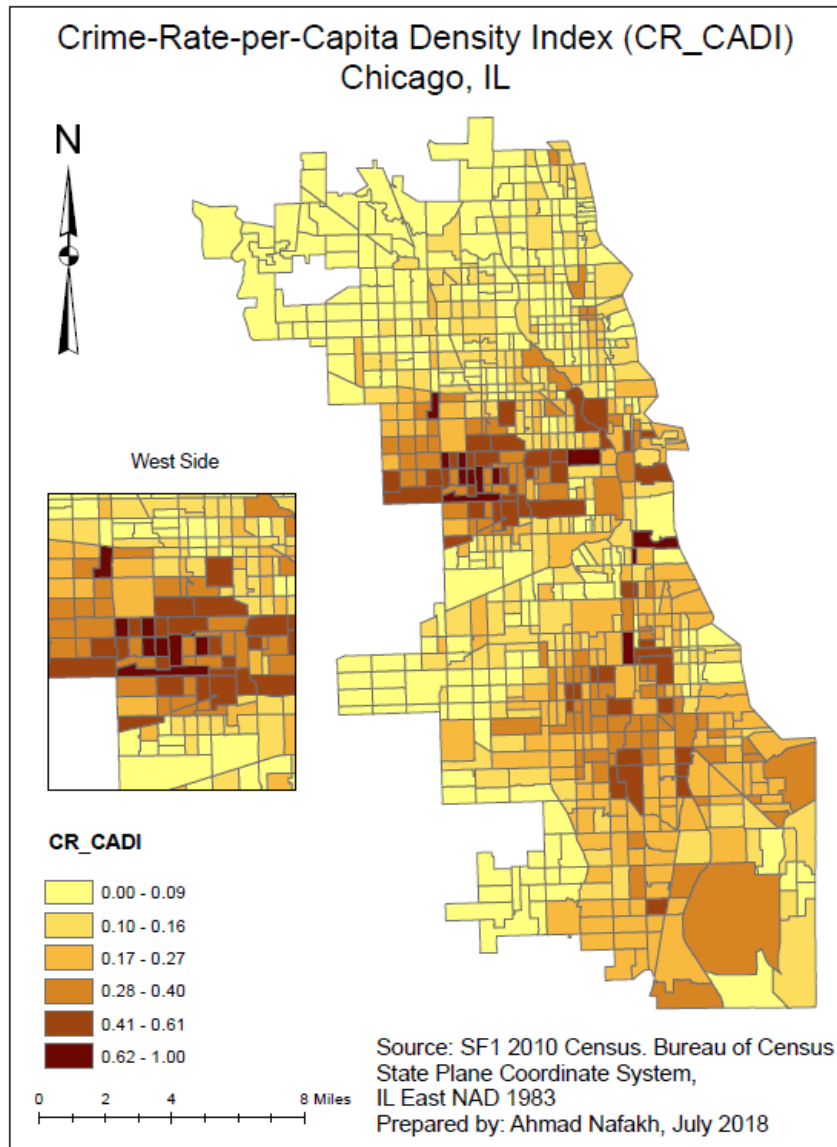 Crime-Rate-per-Capita Density Index (CR_CADI)
Chicago, IL
N
West Side
CR_CADI
0.00 - 0.09
0.10 - 0.16
0.17 - 0.27
0.28 - 0.40
0.41 - 0.61
0.62 - 1.00
0 2 4 8 Miles
Source: SF1 2010 Census. Bureau of Census
State Plane Coordinate System,
IL East NAD 1983
Prepared by: Ahmad Nafakh, July 2018